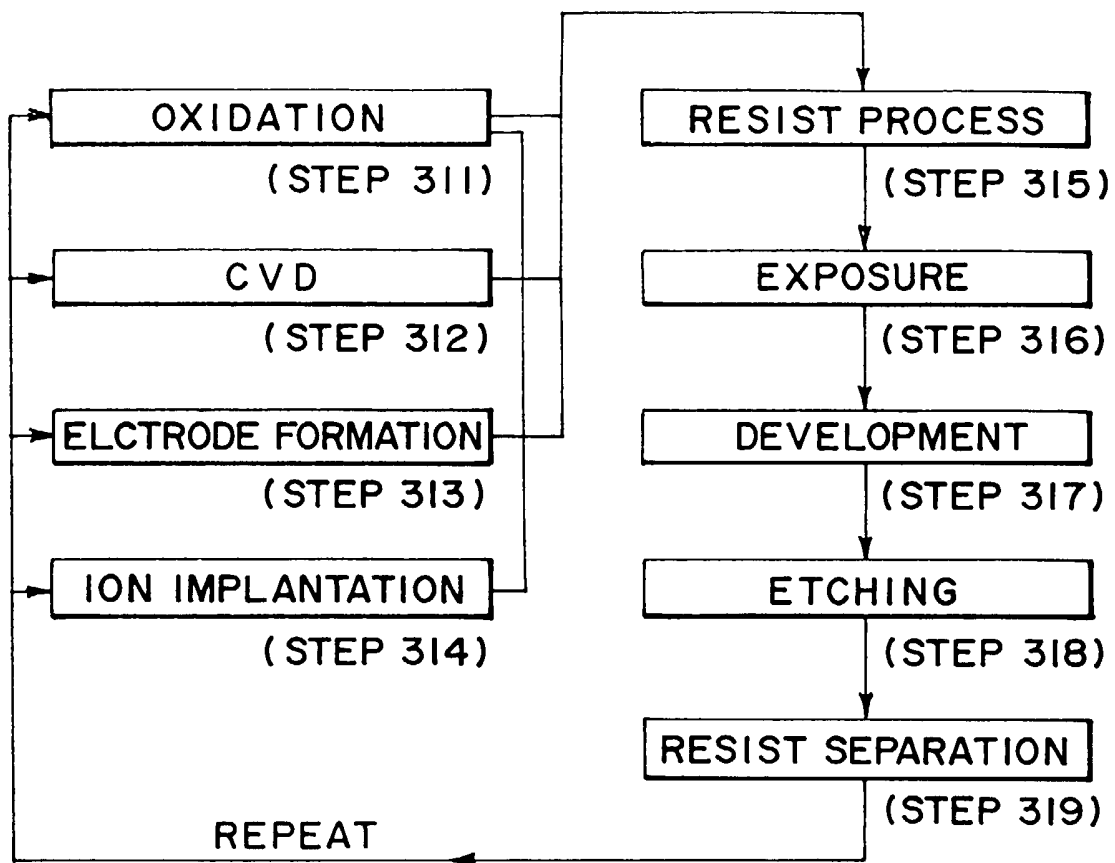 OXIDATION
(STEP 311)
CVD
(STEP 312)
ELCTRODE FORMATION
(STEP 313)
ION IMPLANTATION
(STEP 314)
RESIST PROCESS
(STEP 315)
EXPOSURE
(STEP 316)
DEVELOPMENT
(STEP 317)
ETCHING
(STEP 318)
RESIST SEPARATION
(STEP 319)
REPEAT